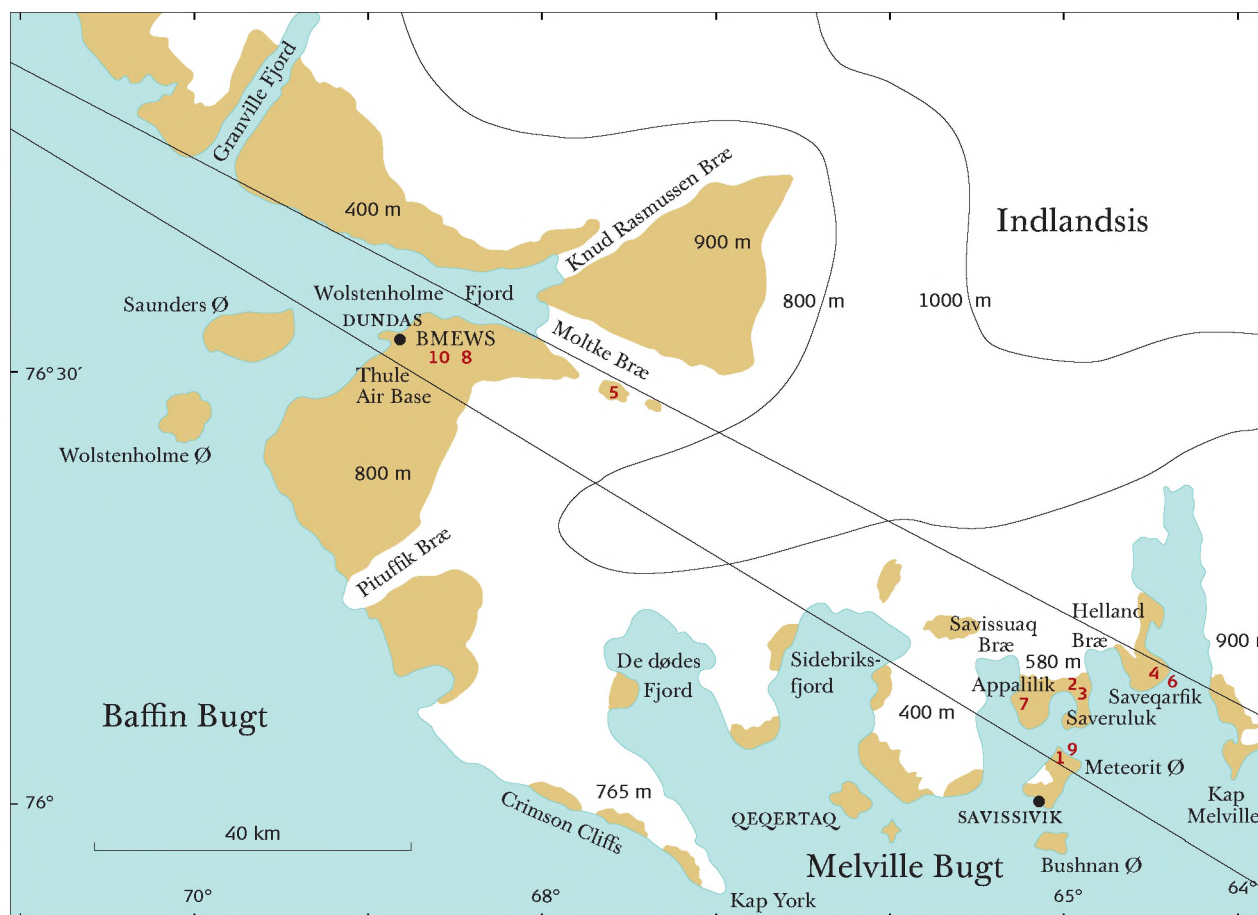 Granville Fjord
400 m
Knud Rasmussen Bræ
900 m
Indlandsis
Saunders Ø
Wolstenholme Fjord
DUNDAS
BMEWS
10 8
800 m
1000 m
Moltke Bræ
76°30′
Thule
Air Base
5
Wolstenholme Ø
800 m
Pituffik Bræ
Helland
Bræ
Savissuaq
Bræ
De dødes
Fjord
Sidebriks-
fjord
580 m
900 m
Appalilik
2
3
4
6
7
Saveqarfik
Saveruluk
400 m
Baffin Bugt
9
1
Meteorit Ø
765 m
Kap
Melville
76°
Crimson Cliffs
QEQERTAQ
SAVISSIVIK
40 km
Melville Bugt
Bushnan Ø
70°
68°
Kap York
65°
64°